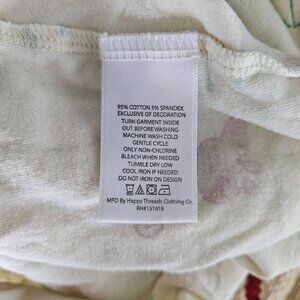 95% COTTON 5% SPANDEX
EXCLUSIVE OF DECORATION
TURN GARMENT INSIDE
OUT BEFORE WASHING
MACHINE WASH COLD
GENTLE CYCLE
ONLY NON-CHLORINE
BLEACH WHEN NEEDED
TUMBLE DRY LOW
COOL IRON IF NEEDED
DO NOT IRON ON DESIGN
MFD By Happy Threads Clothing Co.
RN#151419